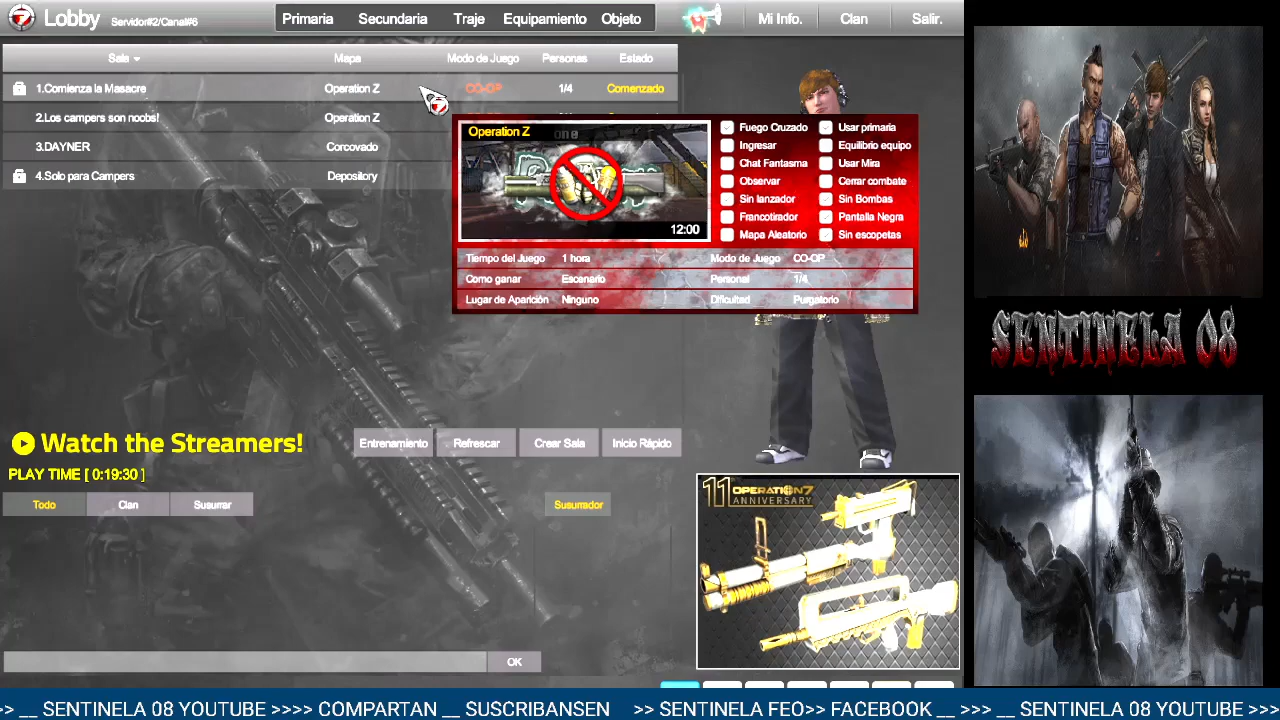 Lobby Servidor#2/Canal#6 Primaria Secundaria Traje Equipamiento Objeto Mi Info. Clan Salir.
Sala Mapa Modo de Juego Personas Estado
1.Comienza la Masacre Operation Z CO-OP 1/4 Comenzado
2.Los campers son noobs! Operation Z
3.DAYNER Corcovado
4.Solo para Campers Depository
Operation Z
12:00
Fuego Cruzado Usar primaria
Ingresar Equilibrio equipo
Chat Fantasma Usar Mira
Observar Cerrar combate
Sin lanzador Sin Bombas
Francotirador Pantalla Negra
Mapa Aleatorio Sin escopetas
Tiempo del Juego 1 hora Modo de Juego CO-OP
Como ganar Escenario Personal 1/4
Lugar de Aparición Ninguno Dificultad Purgatorio
SENTINELA 08
Watch the Streamers!
Entrenamiento Refrescar Crear Sala Inicio Rápido
PLAY TIME [ 0:19:30 ]
Todo Clan Susurrar Susurrador
11 OPERATION7
ANNIVERSARY
OK
>> __ SENTINELA 08 YOUTUBE >>>> COMPARTAN __ SUSCRIBANSEN >> SENTINELA FEO>> FACEBOOK __ >>> __ SENTINELA 08 YOUTUBE >>>